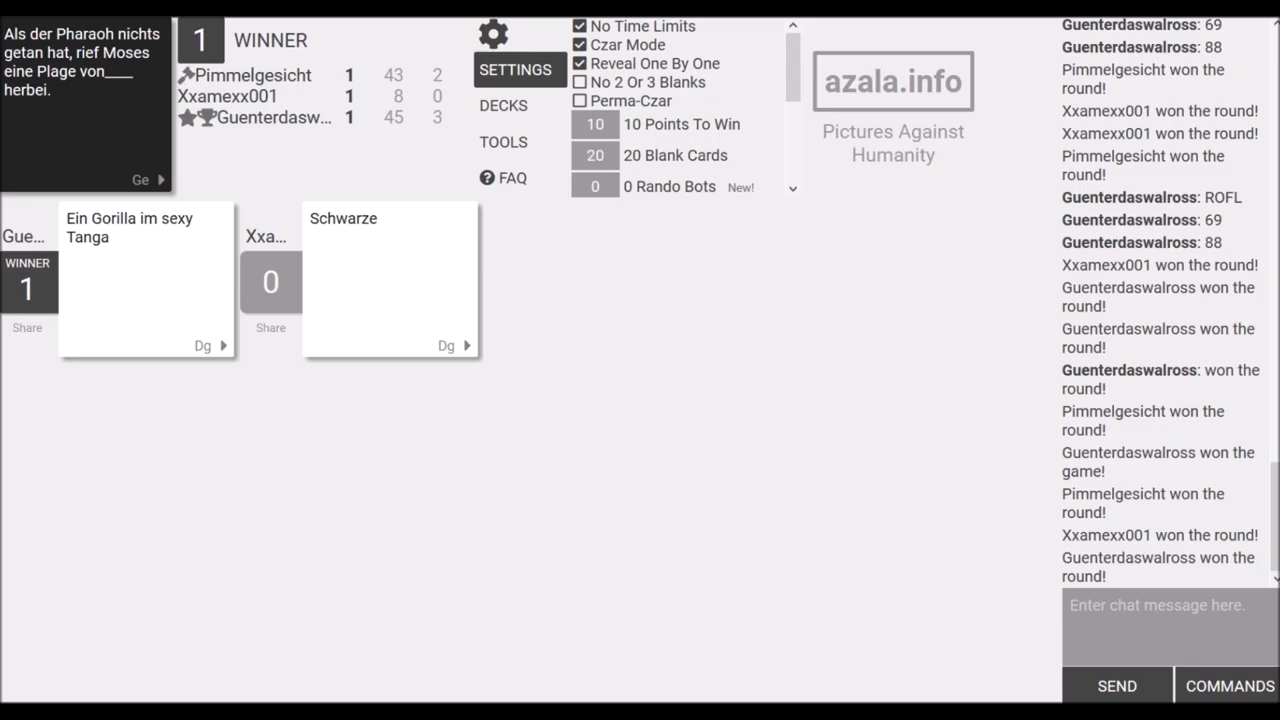 Als der Pharaoh nichts
getan hat, rief Moses
eine Plage von____
herbei.
Ge
1 WINNER
Pimmelgesicht 1 43 2
Xxamexx001 1 8 0
Guenterdasw... 1 45 3
SETTINGS
DECKS
TOOLS
FAQ
No Time Limits
Czar Mode
Reveal One By One
No 2 Or 3 Blanks
Perma-Czar
10 10 Points To Win
20 20 Blank Cards
0 0 Rando Bots New!
azala.info
Pictures Against
Humanity
Gue...
WINNER
1
Share
Ein Gorilla im sexy
Tanga
Dg
Xxa...
0
Share
Schwarze
Dg
Guenterdaswalross: 69
Guenterdaswalross: 88
Pimmelgesicht won the
round!
Xxamexx001 won the round!
Xxamexx001 won the round!
Pimmelgesicht won the
round!
Guenterdaswalross: ROFL
Guenterdaswalross: 69
Guenterdaswalross: 88
Xxamexx001 won the round!
Guenterdaswalross won the
round!
Guenterdaswalross won the
round!
Guenterdaswalross: won the
round!
Pimmelgesicht won the
round!
Guenterdaswalross won the
game!
Pimmelgesicht won the
round!
Xxamexx001 won the round!
Guenterdaswalross won the
round!
Enter chat message here.
SEND
COMMANDS